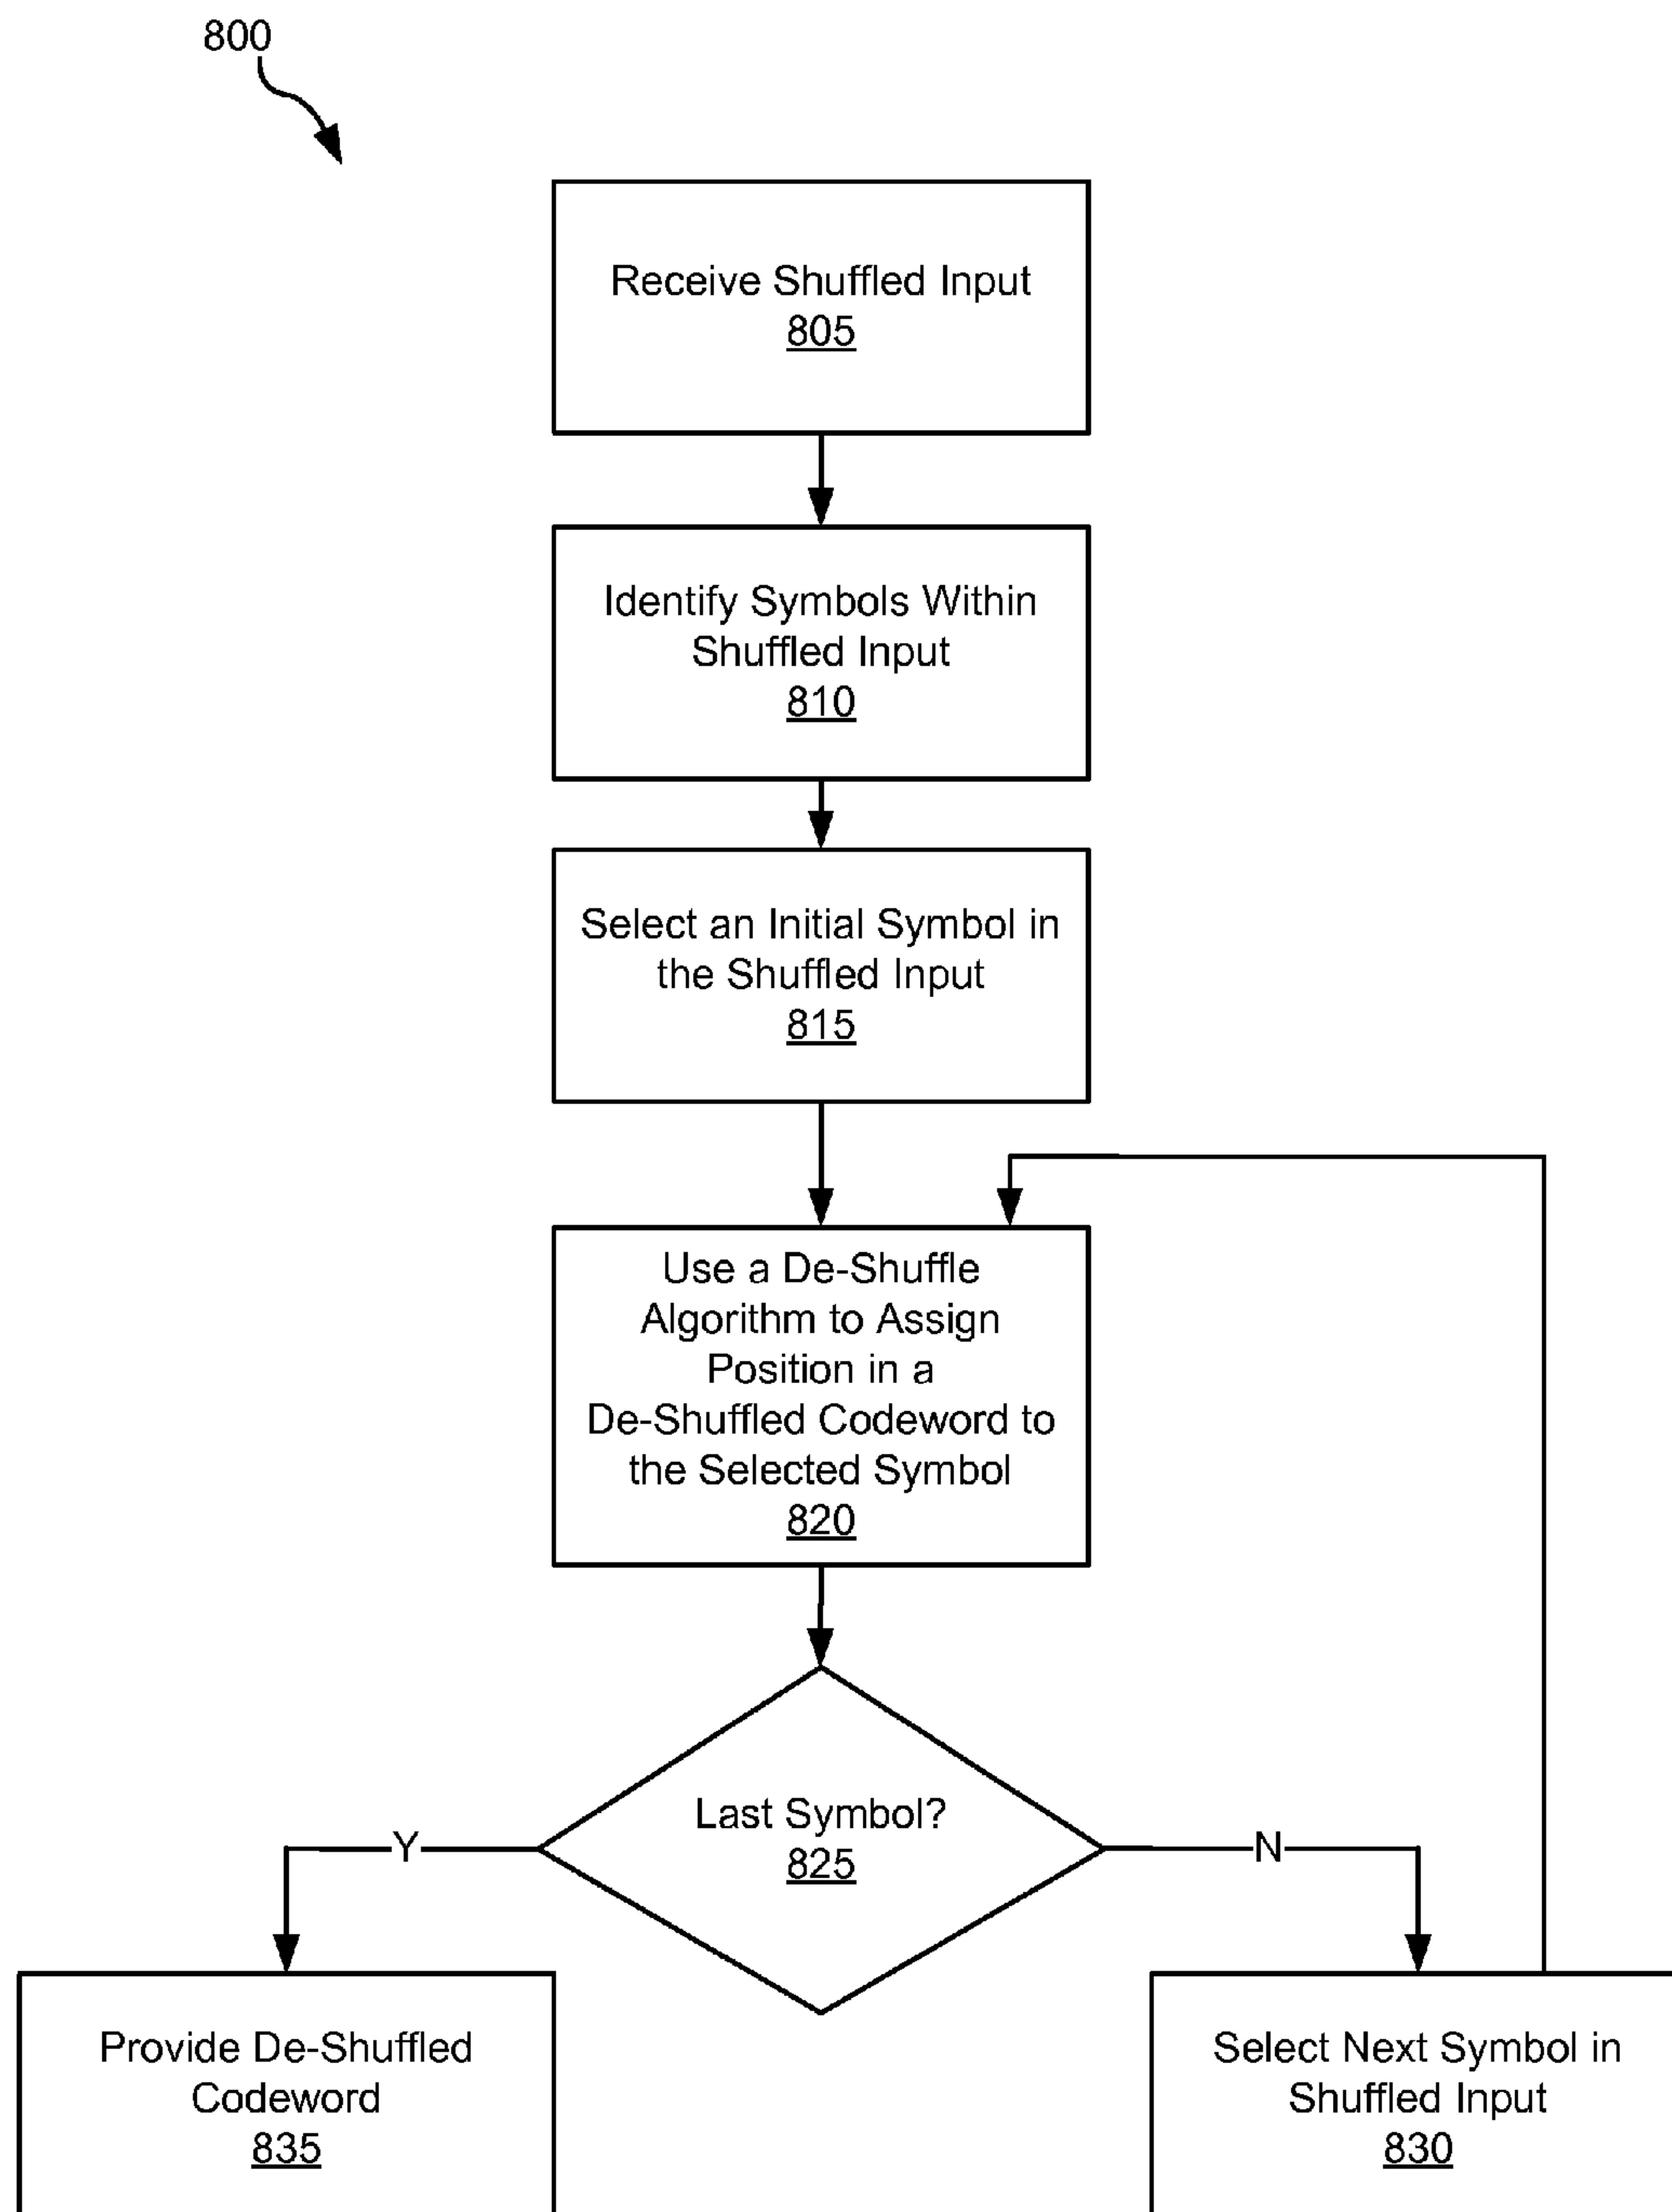 800
Receive Shuffled Input
805
Identify Symbols Within
Shuffled Input
810
Select an Initial Symbol in
the Shuffled Input
815
Use a De-Shuffle
Algorithm to Assign
Position in a
De-Shuffled Codeword to
the Selected Symbol
820
Last Symbol?
825
Y
N
Provide De-Shuffled
Codeword
835
Select Next Symbol in
Shuffled Input
830